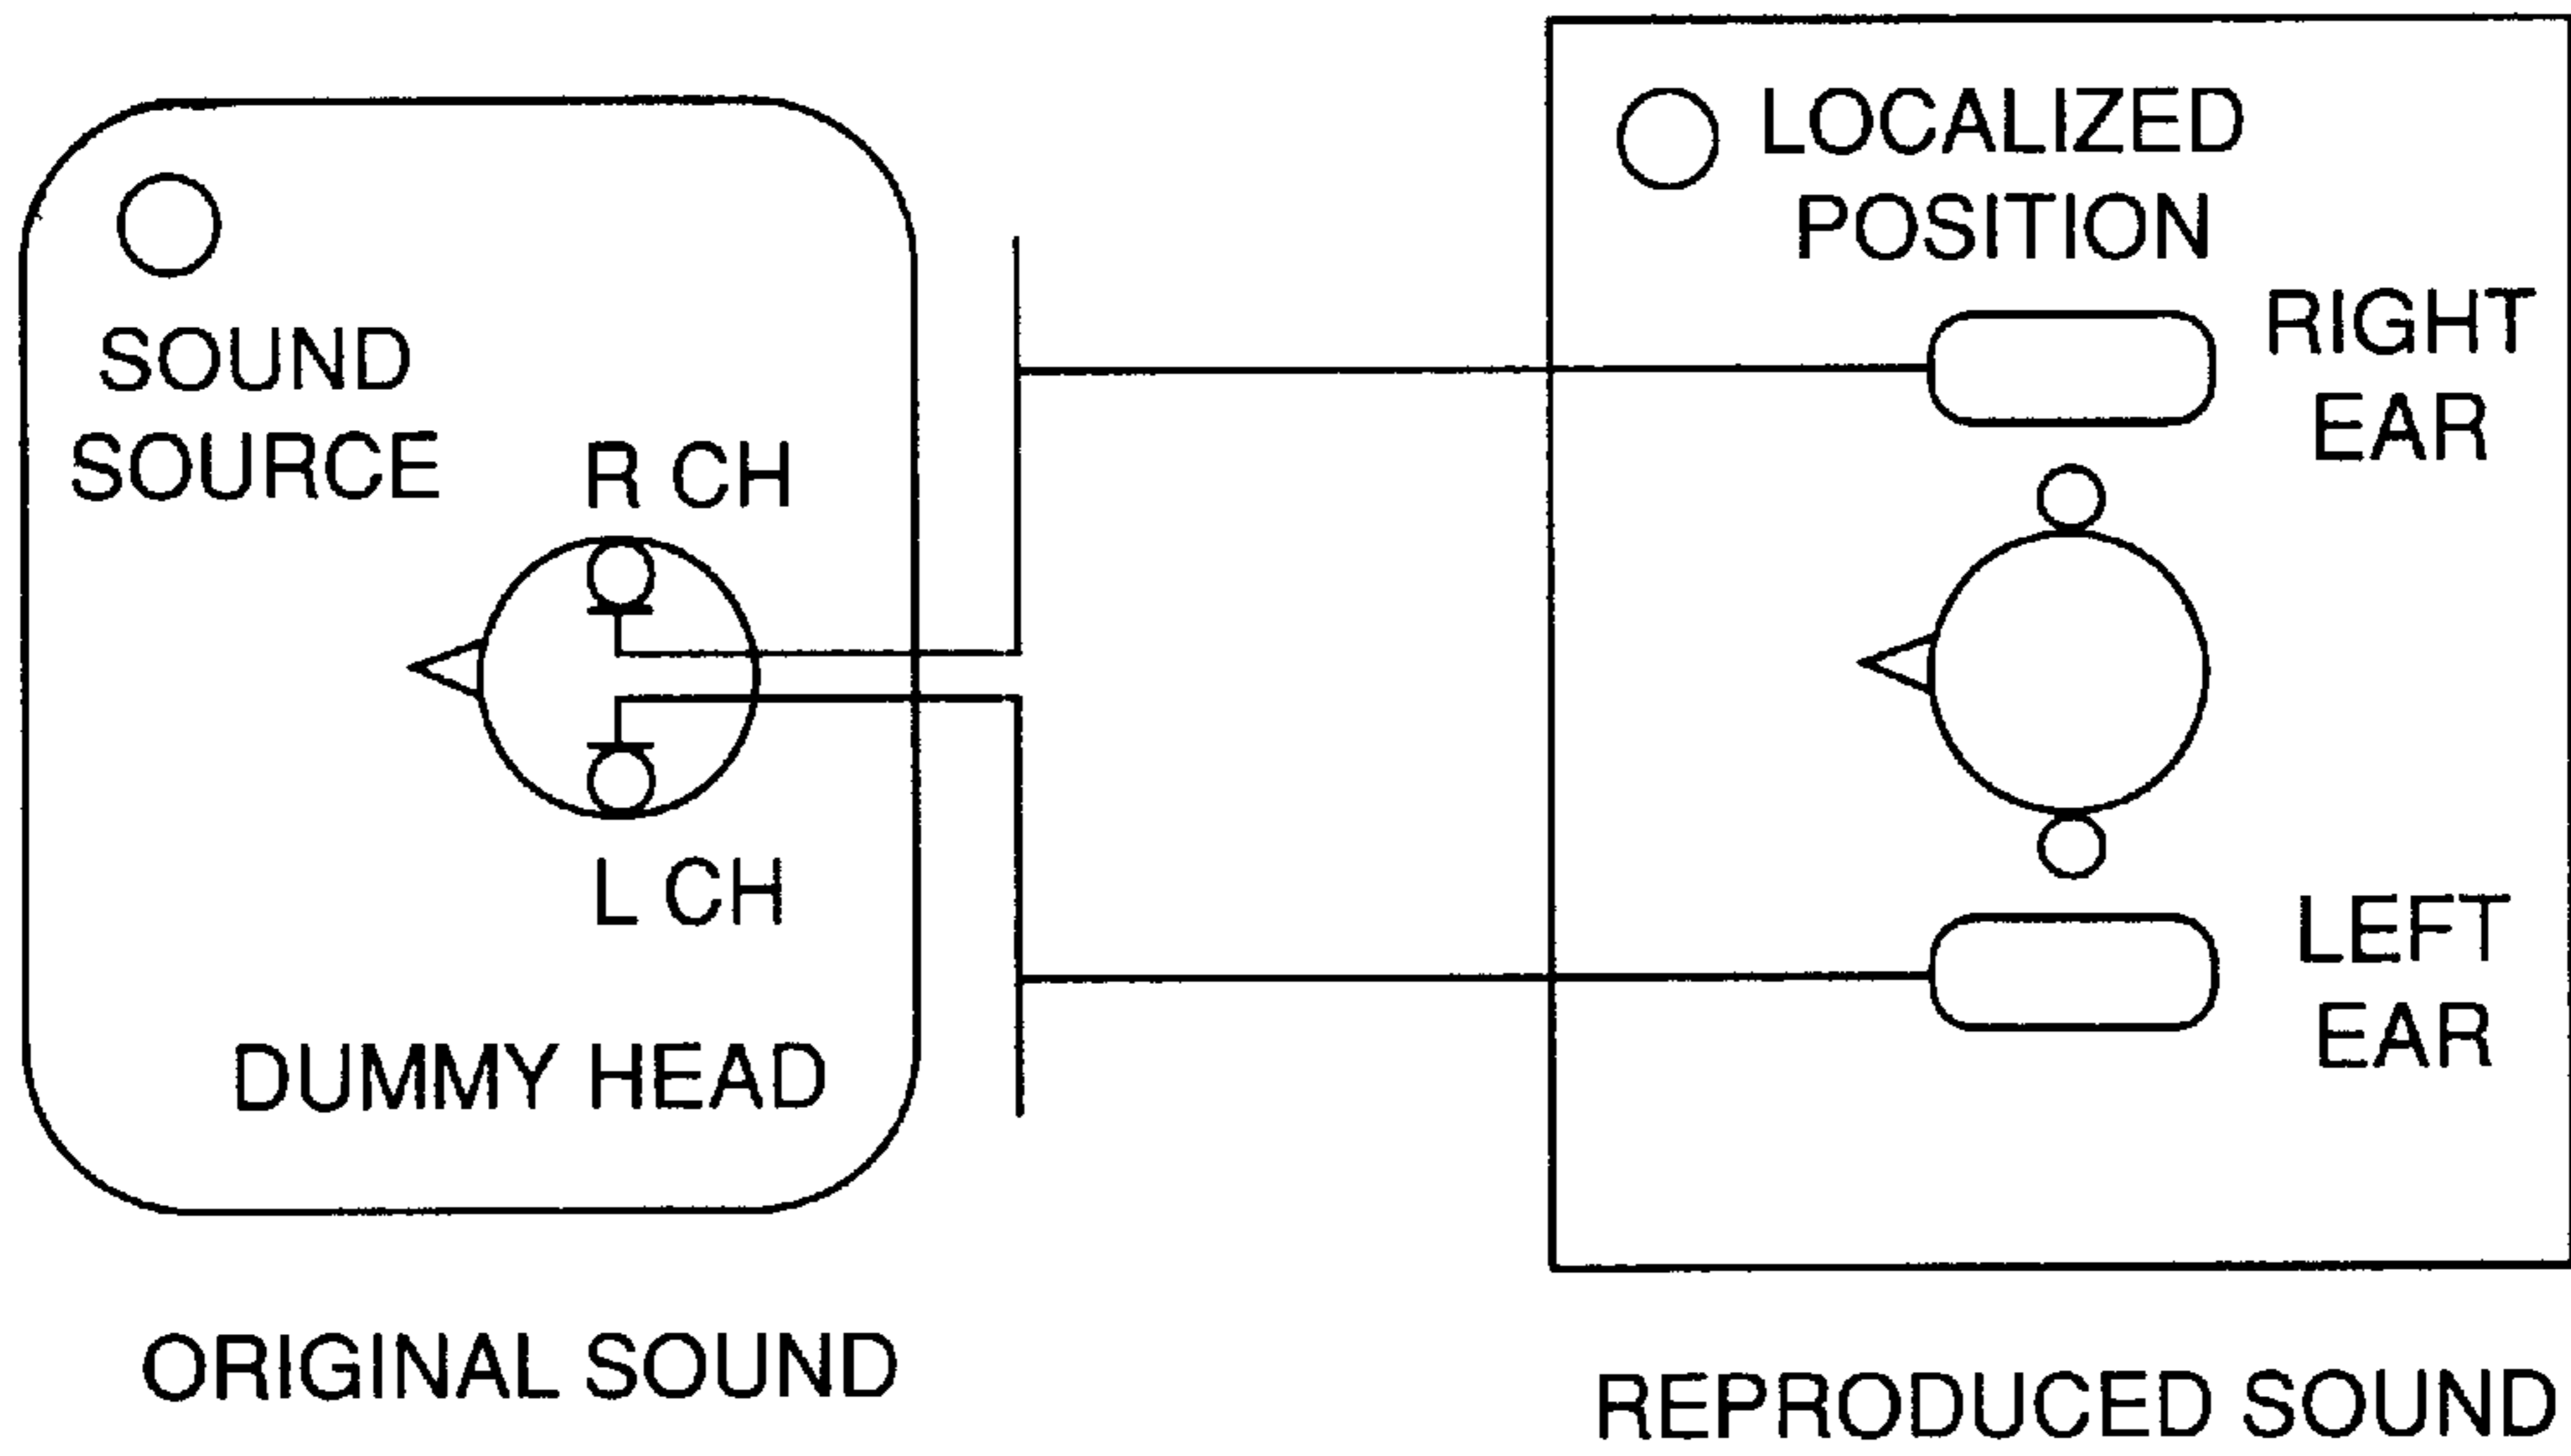 SOUND
SOURCE
R CH
L CH
DUMMY HEAD
ORIGINAL SOUND
LOCALIZED
POSITION
RIGHT
EAR
LEFT
EAR
REPRODUCED SOUND